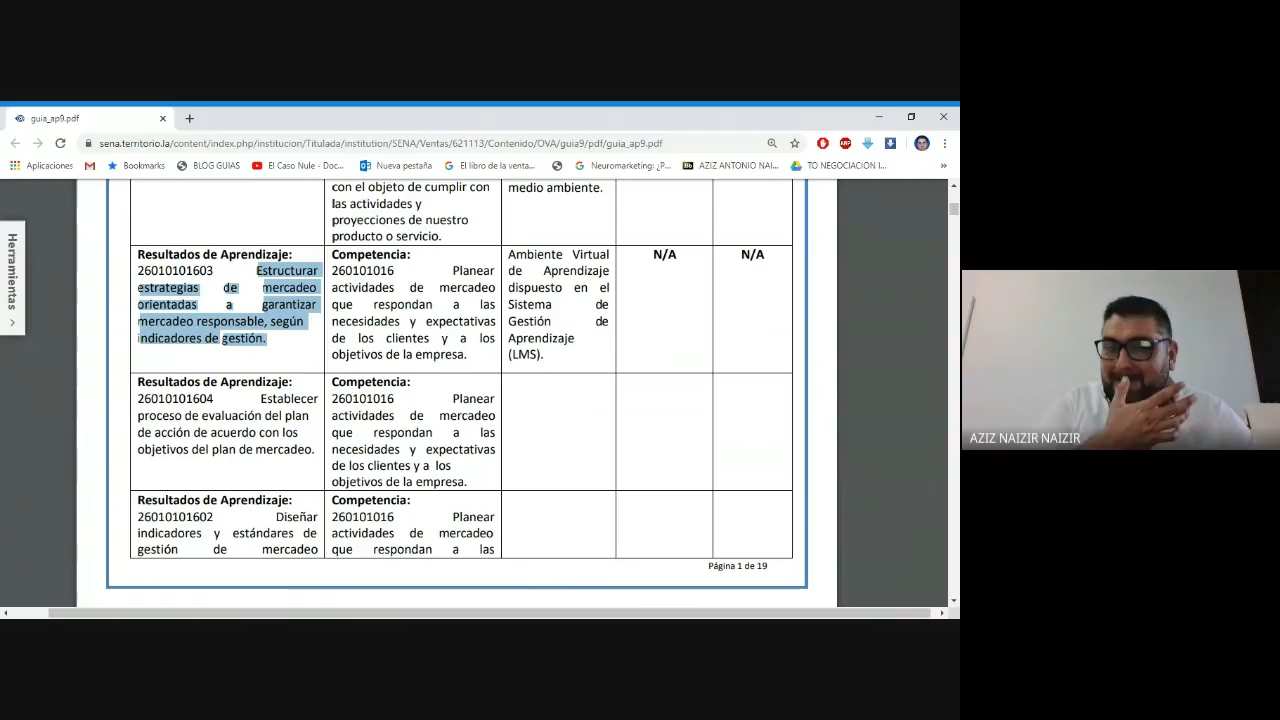 guia_ap9.pdf
sena.territorio.la/content/index.php/institucion/Titulada/institution/SENA/Ventas/621113/Contenido/OVA/guia9/pdf/guia_ap9.pdf
Aplicaciones
Bookmarks
BLOG GUIAS
El Caso Nule - Doc...
Nueva pestaña
El libro de la venta...
Neuromarketing: ¿P...
AZIZ ANTONIO NAI...
TO NEGOCIACION I...
»
Herramientas
con el objeto de cumplir con
las actividades y
proyecciones de nuestro
producto o servicio.
medio ambiente.
Resultados de Aprendizaje:
26010101603 Estructurar
estrategias de mercadeo
orientadas a garantizar
mercadeo responsable, según
indicadores de gestión.
Competencia:
260101016 Planear
actividades de mercadeo
que respondan a las
necesidades y expectativas
de los clientes y a los
objetivos de la empresa.
Ambiente Virtual
de Aprendizaje
dispuesto en el
Sistema de
Gestión de
Aprendizaje
(LMS).
N/A
N/A
Resultados de Aprendizaje:
26010101604 Establecer
proceso de evaluación del plan
de acción de acuerdo con los
objetivos del plan de mercadeo.
Competencia:
260101016 Planear
actividades de mercadeo
que respondan a las
necesidades y expectativas
de los clientes y a los
objetivos de la empresa.
Resultados de Aprendizaje:
26010101602 Diseñar
indicadores y estándares de
gestión de mercadeo
Competencia:
260101016 Planear
actividades de mercadeo
que respondan a las
Página 1 de 19
AZIZ NAIZIR NAIZIR